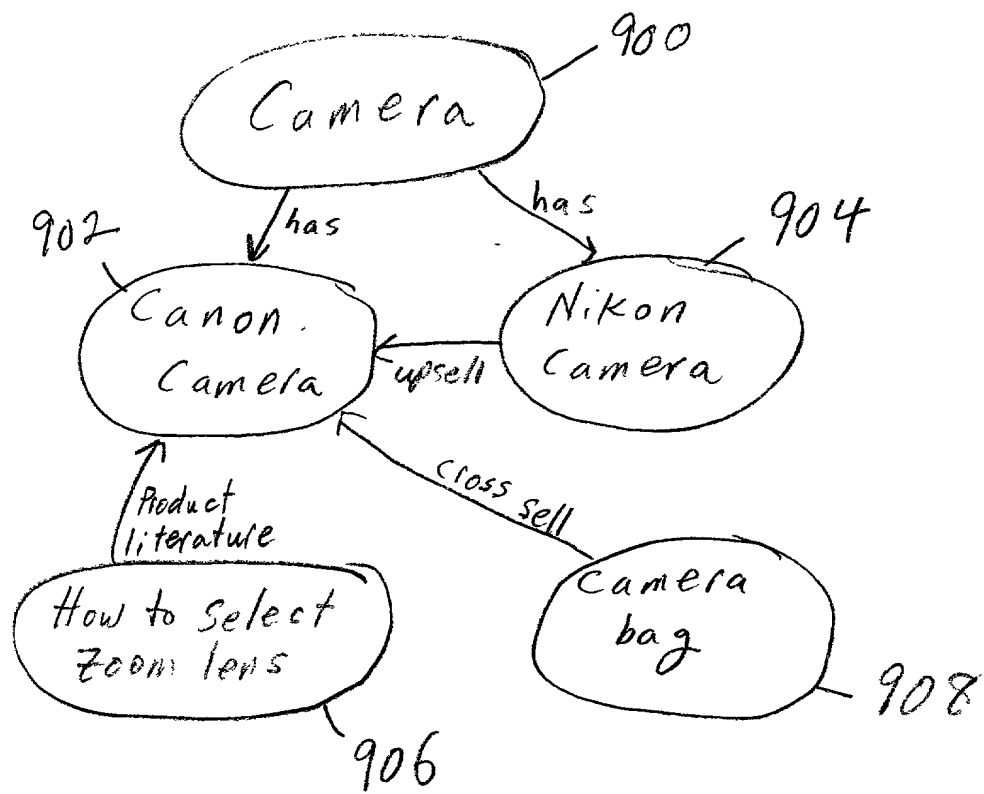 900
Camera
has
has
902
904
Canon
Camera
Nikon
Camera
upsell
cross sell
Product
literature
How to select
zoom lens
Camera
bag
908
906